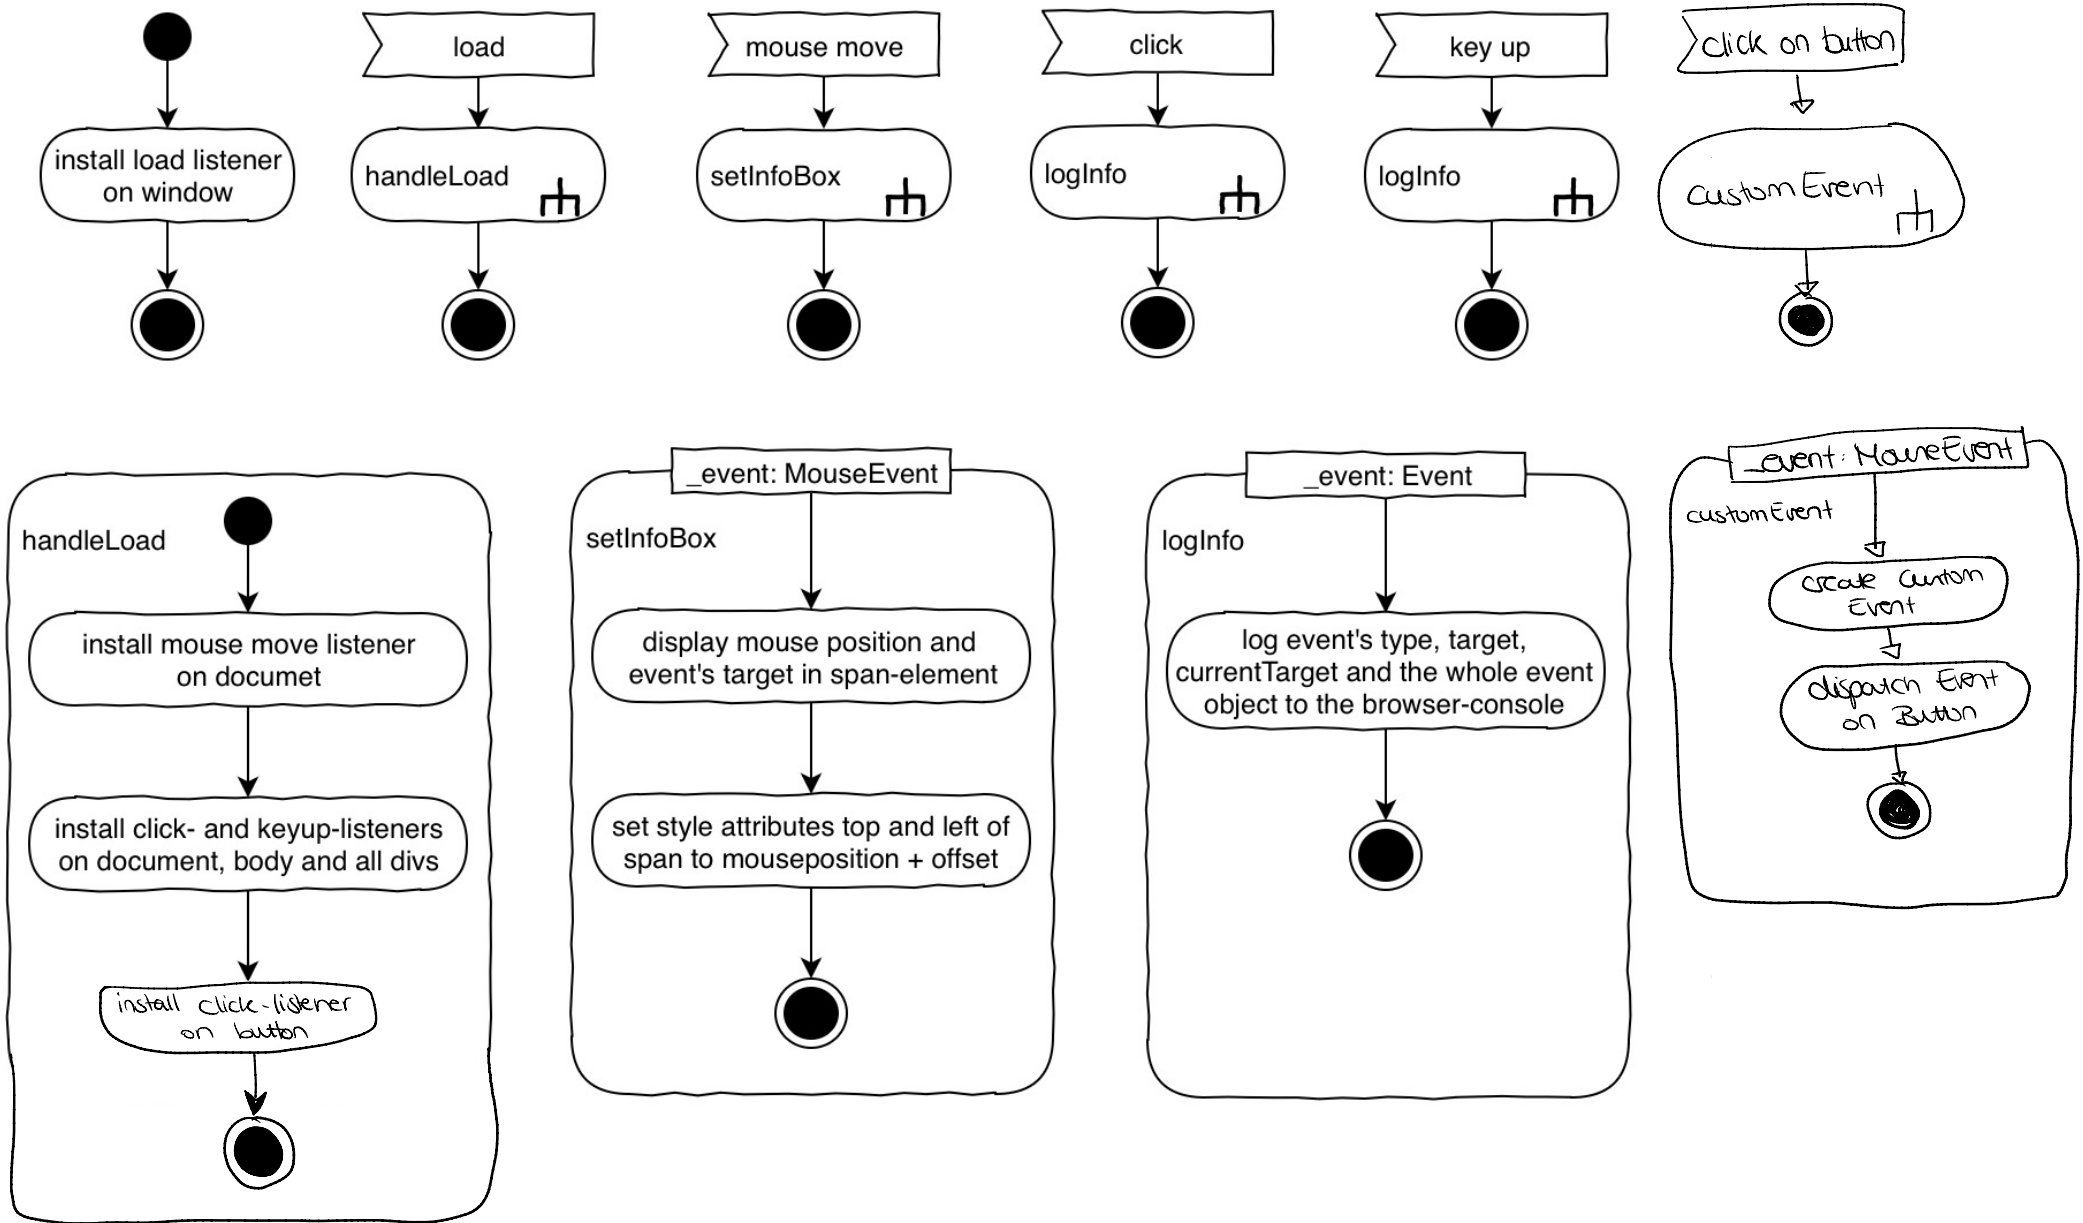 load
mouse move
click
key up
click on button
install load listener
on window
handleLoad
setInfoBox
logInfo
logInfo
customEvent
handleLoad
install mouse move listener
on documet
install click- and keyup-listeners
on document, body and all divs
install click-listener
on button
_event: MouseEvent
setInfoBox
display mouse position and
event's target in span-element
set style attributes top and left of
span to mouseposition + offset
_event: Event
logInfo
log event's type, target,
currentTarget and the whole event
object to the browser-console
_event: MouseEvent
customEvent
create Custom
Event
dispatch Event
on Button